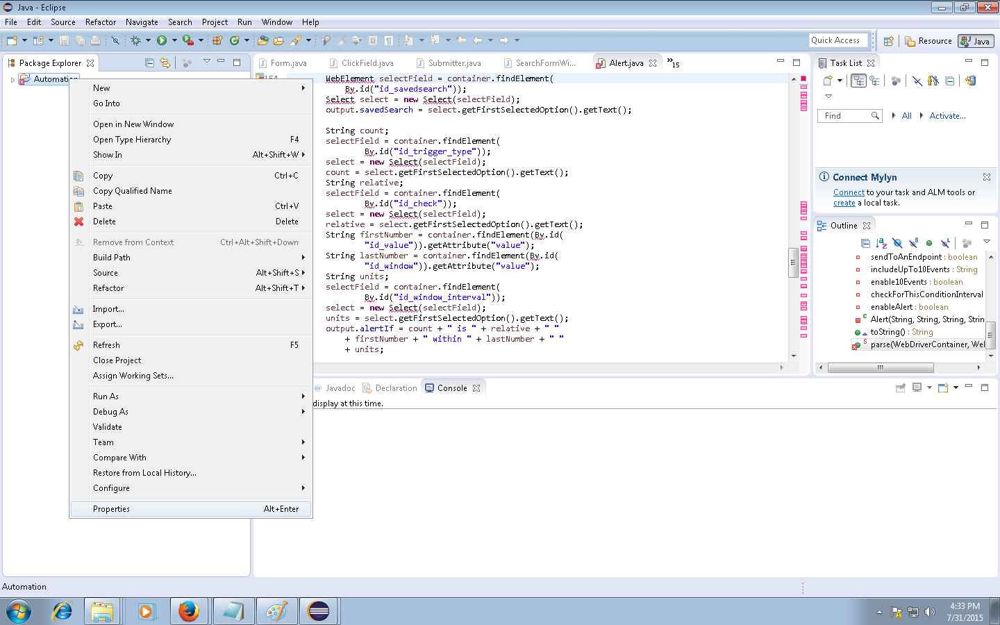 Java - Eclipse
File Edit Source Refactor Navigate Search Project Run Window Help
Quick Access
Resource
Java
Package Explorer
Automation
New
Go Into
Open in New Window
Open Type Hierarchy F4
Show In Alt+Shift+W
Copy Ctrl+C
Copy Qualified Name
Paste Ctrl+V
Delete Delete
Remove from Context Ctrl+Alt+Shift+Down
Build Path
Source Alt+Shift+S
Refactor Alt+Shift+T
Import...
Export...
Refresh F5
Close Project
Assign Working Sets...
Run As
Debug As
Validate
Team
Compare With
Restore from Local History...
Configure
Properties Alt+Enter
Form.java ClickField.java Submitter.java SearchFormWi... Alert.java »15
WebElement selectField = container.findElement(
By.id("id_savedsearch"));
Select select = new Select(selectField);
output.savedSearch = select.getFirstSelectedOption().getText();
String count;
selectField = container.findElement(
By.id("id_trigger_type"));
select = new Select(selectField);
count = select.getFirstSelectedOption().getText();
String relative;
selectField = container.findElement(
By.id("id_check"));
select = new Select(selectField);
relative = select.getFirstSelectedOption().getText();
String firstNumber = container.findElement(By.id(
"id_value")).getAttribute("value");
String lastNumber = container.findElement(By.id(
"id_window")).getAttribute("value");
String units;
selectField = container.findElement(
By.id("id_window_interval"));
select = new Select(selectField);
units = select.getFirstSelectedOption().getText();
output.alertIf = count + " is " + relative + " "
+ firstNumber + " within " + lastNumber + " "
+ units;
@ Javadoc Declaration Console
display at this time.
Task List
Find All Activate...
Connect Mylyn
Connect to your task and ALM tools or
create a local task.
Outline
sendToAnEndpoint : boolean
includeUpTo10Events : String
enable10Events : boolean
checkForThisConditionInterval
enableAlert : boolean
Alert(String, String, String, Strin
toString() : String
parse(WebDriverContainer, Wel
Automation
4:33 PM
7/31/2015